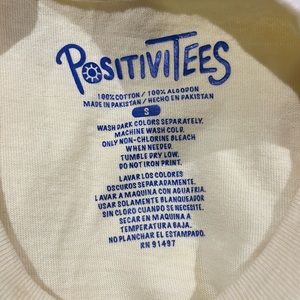 POSITIVITEES
100% COTTON / 100% ALGODON
MADE IN PAKISTAN / HECHO EN PAKISTAN
S
WASH DARK COLORS SEPARATELY.
MACHINE WASH COLD.
ONLY NON-CHLORINE BLEACH
WHEN NEEDED.
TUMBLE DRY LOW.
DO NOT IRON PRINT.
LAVAR LOS COLORES
OSCUROS SEPARADAMENTE.
LAVAR A MAQUINA CON AGUA FRIA.
USAR SOLAMENTE BLANQUEADOR
SIN CLORO CUANDO SE NECESITE.
SECAR EN MAQUINA A
TEMPERATURA BAJA.
NO PLANCHAR EL ESTAMPADO.
RN 91497